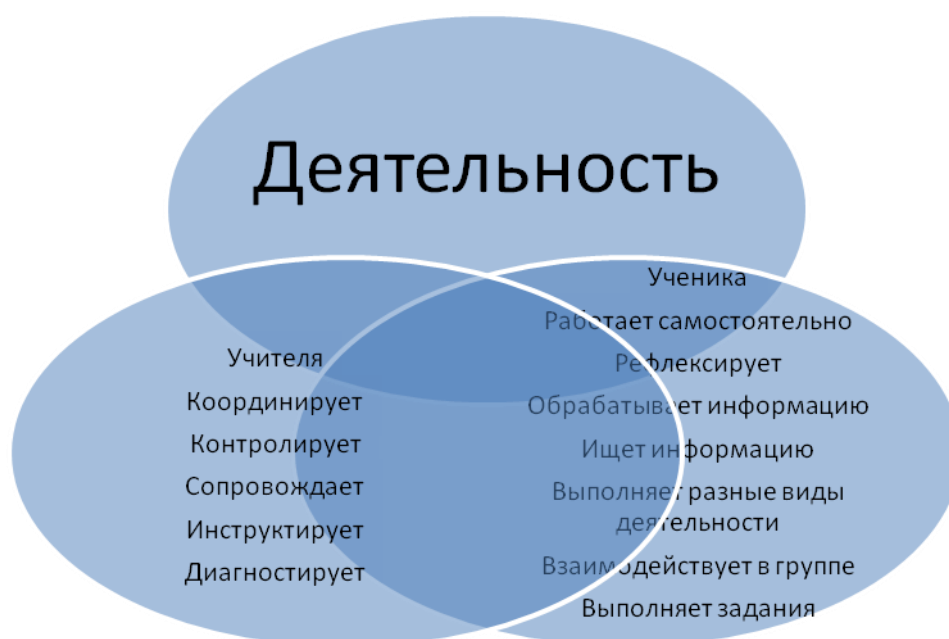 Деятельность
Учителя
Координирует
Контролирует
Сопровождает
Инструктирует
Диагностирует
Ученика
Работает самостоятельно
Рефлексирует
Обрабатывает информацию
Ищет информацию
Выполняет разные виды
деятельности
Взаимодействует в группе
Выполняет задания